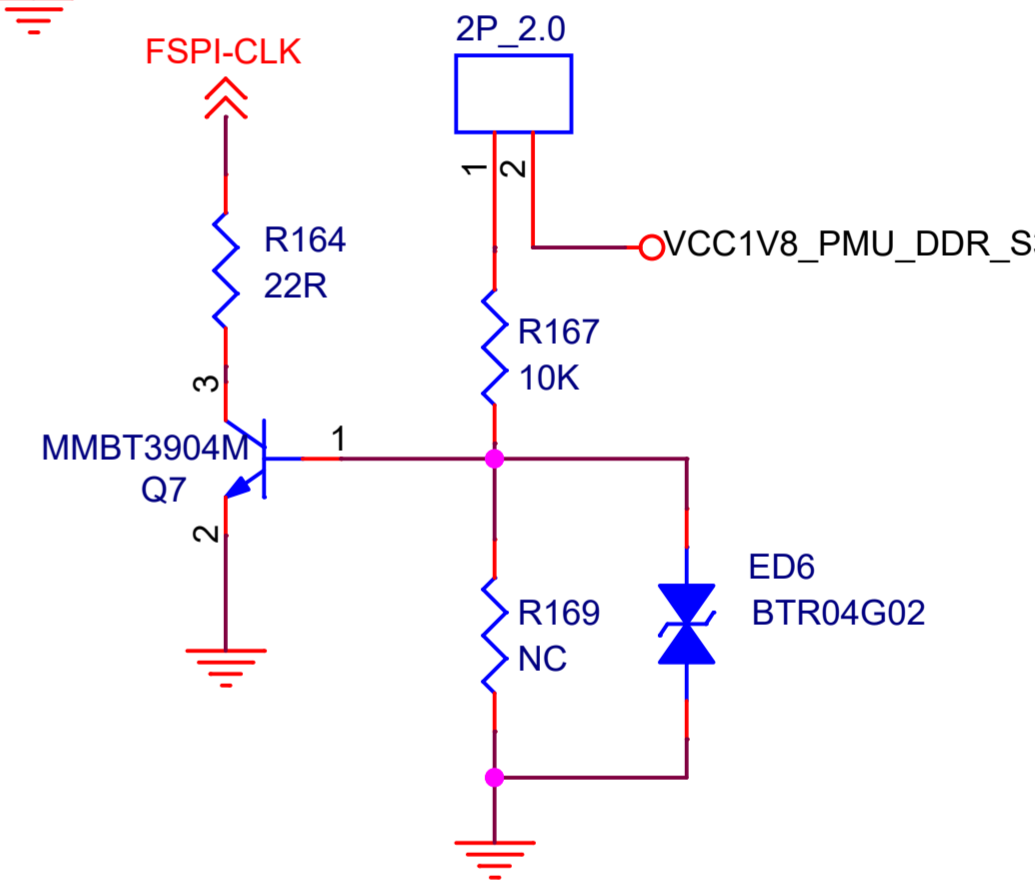 2P_2.0
FSPI-CLK
1
2
VCC1V8_PMU_DDR_S
R164
22R
R167
10K
3
1
MMBT3904M
Q7
2
ED6
BTR04G02
R169
NC